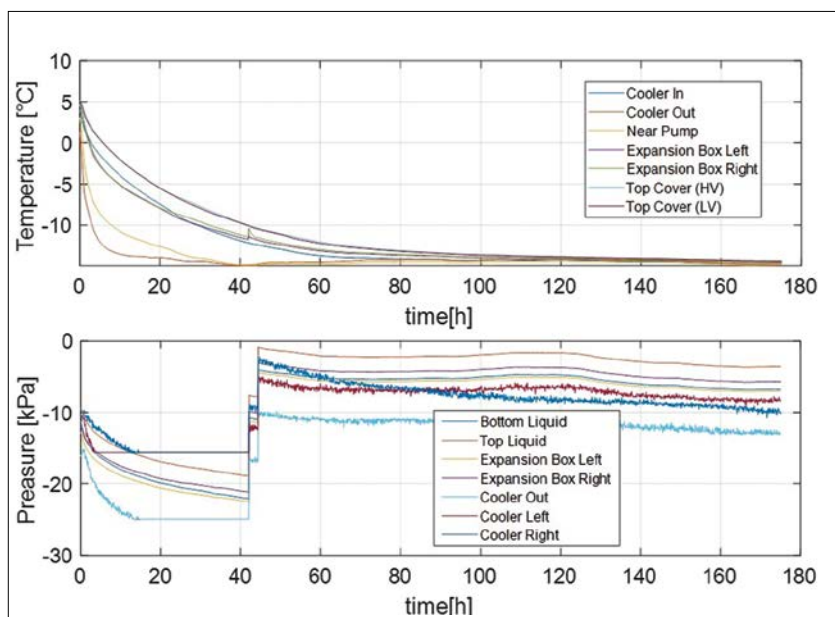 10
5
0
-5
-10
Temperature [°C]
Cooler In
Cooler Out
Near Pump
Expansion Box Left
Expansion Box Right
Top Cover (HV)
Top Cover (LV)
0 20 40 60 80 100 120 140 160 180
time[h]
0
-10
-20
-30
Preasure [kPa]
Bottom Liquid
Top Liquid
Expansion Box Left
Expansion Box Right
Cooler Out
Cooler Left
Cooler Right
0 20 40 60 80 100 120 140 160 180
time[h]